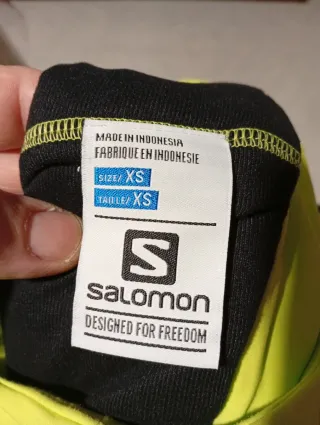 MADE IN INDONESIA
FABRIQUE EN INDONESIE
SIZE/ XS
TAILLE/ XS
S
salomon
DESIGNED FOR FREEDOM